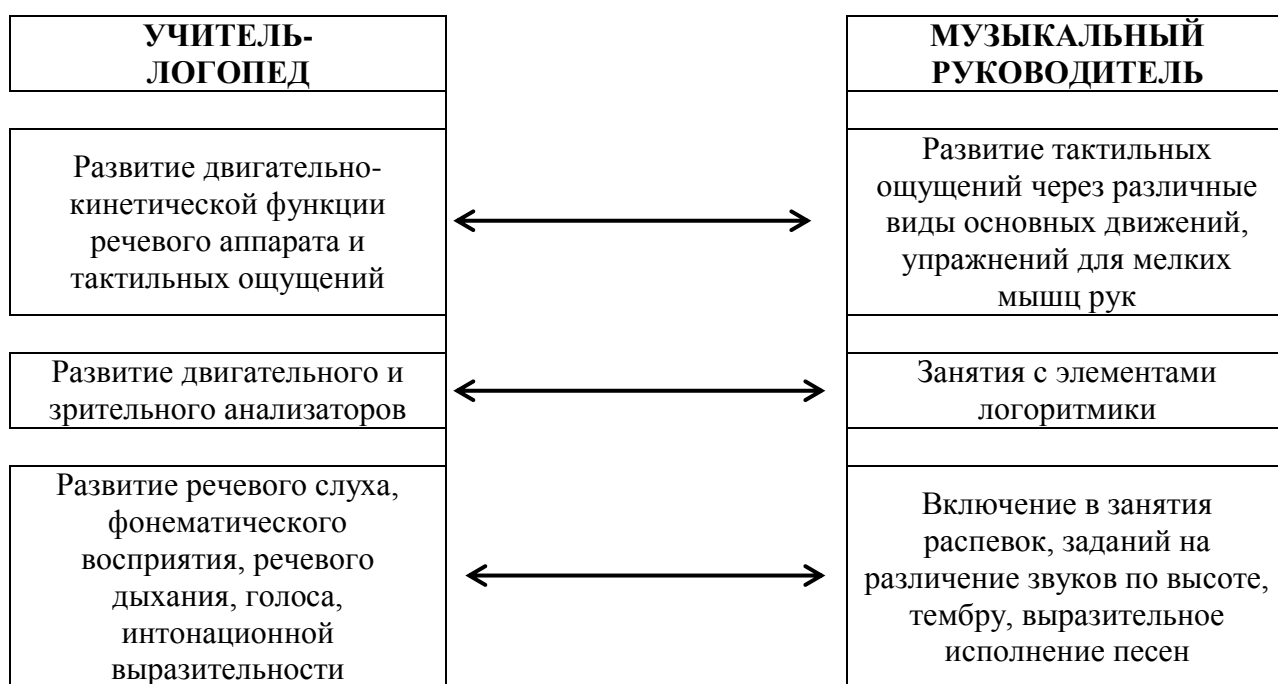 УЧИТЕЛЬ-
ЛОГОПЕД
МУЗЫКАЛЬНЫЙ
РУКОВОДИТЕЛЬ
Развитие двигательно-
кинетической функции
речевого аппарата и
тактильных ощущений
Развитие тактильных
ощущений через различные
виды основных движений,
упражнений для мелких
мышц рук
Развитие двигательного и
зрительного анализаторов
Занятия с элементами
логоритмики
Развитие речевого слуха,
фонематического
восприятия, речевого
дыхания, голоса,
интонационной
выразительности
Включение в занятия
распевок, заданий на
различение звуков по высоте,
тембру, выразительное
исполнение песен